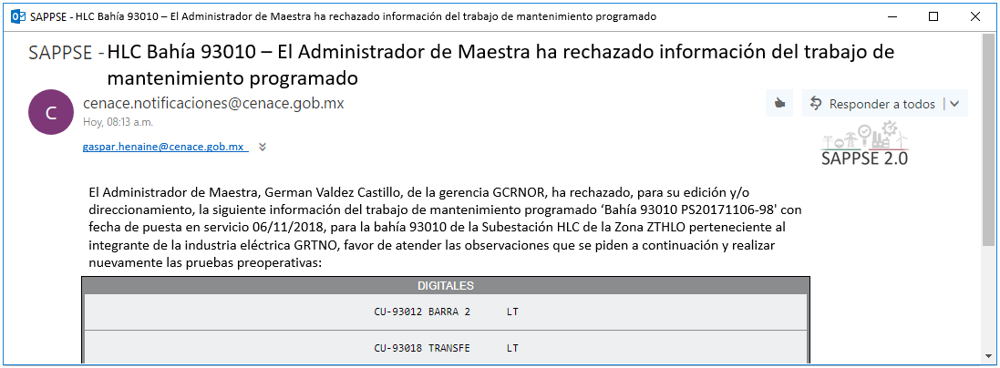 SAPPSE - HLC Bahía 93010 – El Administrador de Maestra ha rechazado información del trabajo de mantenimiento programado
SAPPSE - HLC Bahía 93010 – El Administrador de Maestra ha rechazado información del trabajo de
mantenimiento programado
C
cenace.notificaciones@cenace.gob.mx
Responder a todos
Hoy, 08:13 a.m.
gaspar.henaine@cenace.gob.mx
SAPPSE 2.0
El Administrador de Maestra, German Valdez Castillo, de la gerencia GCRNOR, ha rechazado, para su edición y/o
direccionamiento, la siguiente información del trabajo de mantenimiento programado ‘Bahía 93010 PS20171106-98' con
fecha de puesta en servicio 06/11/2018, para la bahía 93010 de la Subestación HLC de la Zona ZTHLO perteneciente al
integrante de la industria eléctrica GRTNO, favor de atender las observaciones que se piden a continuación y realizar
nuevamente las pruebas preoperativas:
DIGITALES
CU-93012 BARRA 2 LT
CU-93018 TRANSFE LT